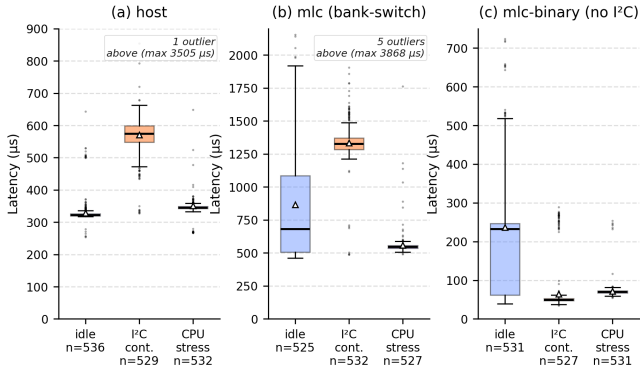 (a) host
(b) mlc (bank-switch)
(c) mlc-binary (no I²C)
1 outlier
above (max 3505 μs)
5 outliers
above (max 3868 μs)
Latency (μs)
900
800
700
600
500
400
300
200
100
0
idle
n=536
I²C
cont.
n=529
CPU
stress
n=532
Latency (μs)
2000
1750
1500
1250
1000
750
500
250
0
idle
n=525
I²C
cont.
n=532
CPU
stress
n=527
Latency (μs)
700
600
500
400
300
200
100
0
idle
n=531
I²C
cont.
n=527
CPU
stress
n=531